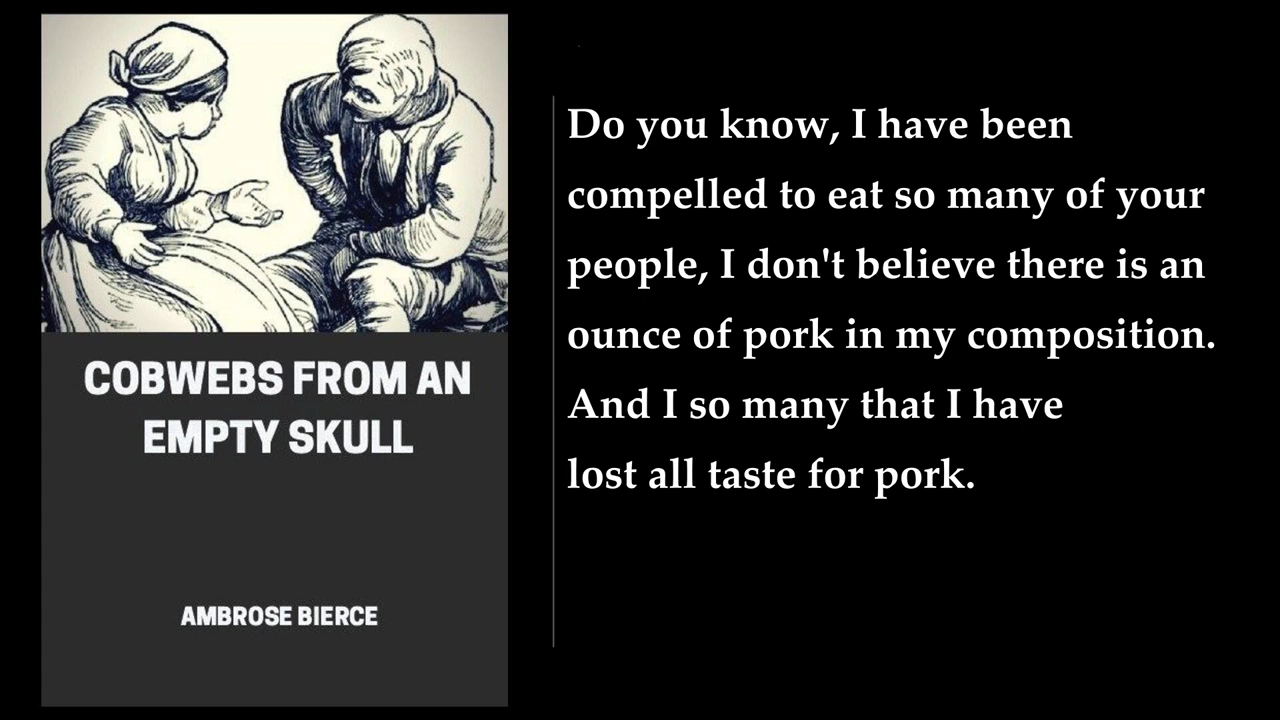 COBWEBS FROM AN
EMPTY SKULL
AMBROSE BIERCE
Do you know, I have been
compelled to eat so many of your
people, I don't believe there is an
ounce of pork in my composition.
And I so many that I have
lost all taste for pork.